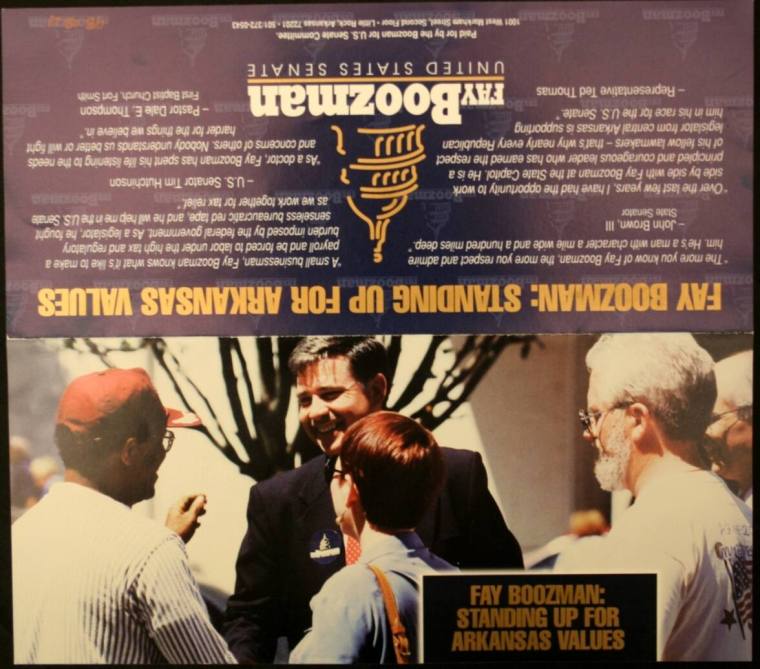 FAY BOOZMAN: STANDING UP FOR ARKANSAS VALUES
"The more you know of Fay Boozman, the more you respect and admire
him. He's a man with character a mile wide and a hundred miles deep."
– John Brown, III
State Senator
"Over the last few years, I have had the opportunity to work
side by side with Fay Boozman at the State Capitol. He is a
principled and courageous leader who has earned the respect
of his fellow lawmakers – that's why nearly every Republican
legislator from central Arkansas is supporting
him in his race for the U.S. Senate."
– Representative Ted Thomas
"A small businessman, Fay Boozman knows what it's like to make a
payroll and be forced to labor under the high tax and regulatory
burden imposed by the federal government. As a legislator, he fought
senseless bureaucratic red tape, and he will help me in the U.S. Senate
as we work together for tax relief."
– U.S. Senator Tim Hutchinson
"As a doctor, Fay Boozman has spent his life listening to the needs
and concerns of others. Nobody understands us better or will fight
harder for the things we believe in."
– Pastor Dale E. Thompson
First Baptist Church, Fort Smith
FAY Boozman
UNITED STATES SENATE
Paid for by the Boozman for U.S. Senate Committee.
1001 West Markham Street, Second Floor • Little Rock, Arkansas 72201 • 501/372-0543
FAY BOOZMAN:
STANDING UP FOR
ARKANSAS VALUES